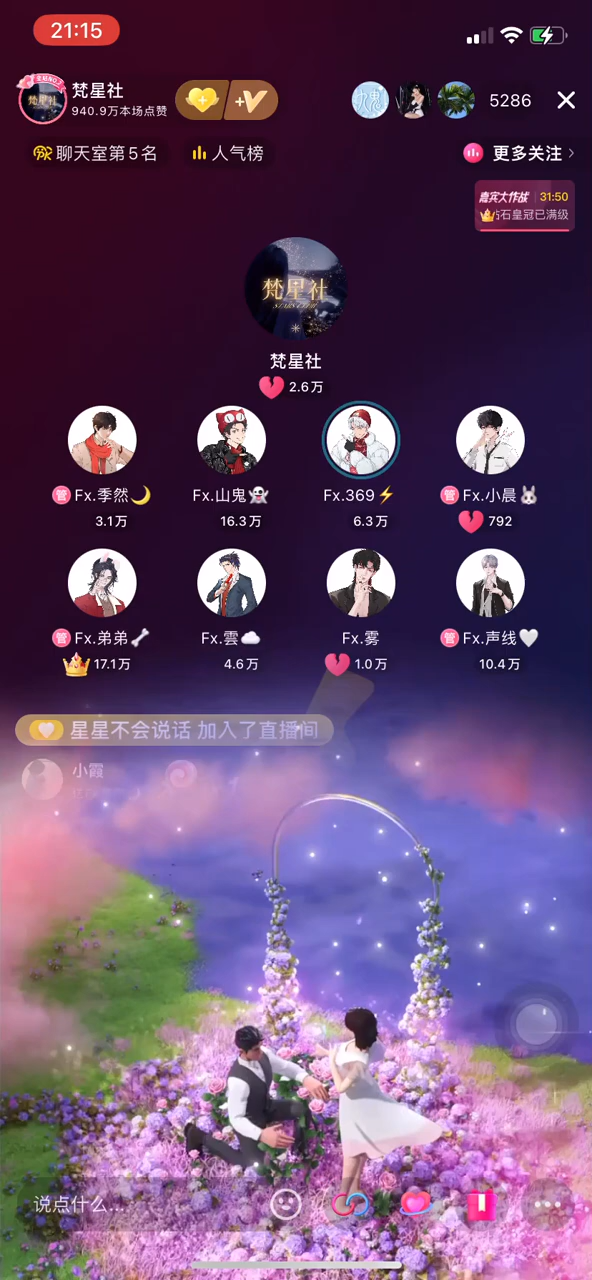 21:15
梵星社
940.9万本场点赞
5286
聊天室第5名
人气榜
更多关注
嘉宾大作战 31:50
钻石皇冠已满级
梵星社
梵星社
2.6万
管 Fx.季然🌙
Fx.山鬼👻
Fx.369⚡
管 Fx.小晨🐰
3.1万
16.3万
6.3万
792
管 Fx.弟弟🦴
Fx.雲☁️
Fx.雾
管 Fx.声线🤍
17.1万
4.6万
1.0万
10.4万
星星不会说话 加入了直播间
小霞
说点什么...